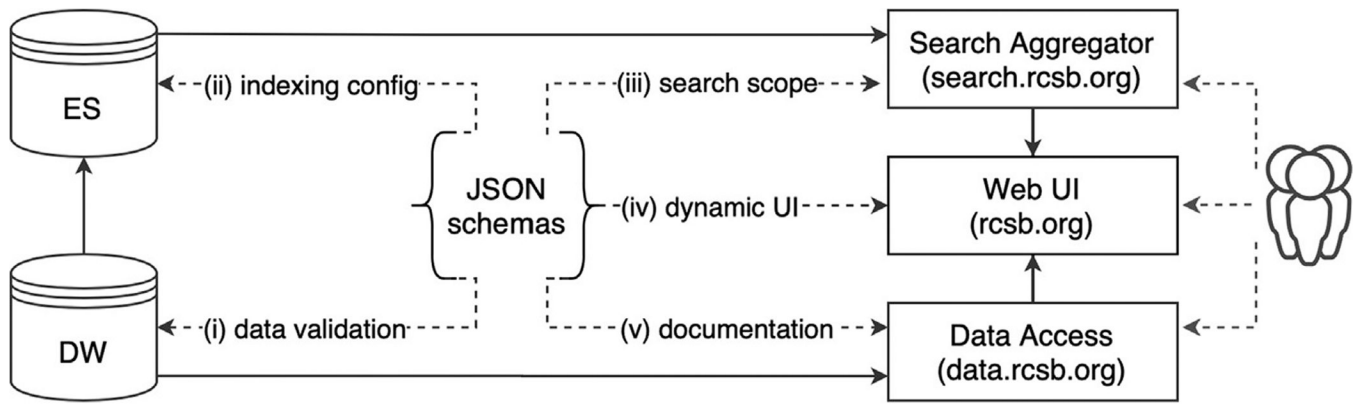 Search Aggregator
(search.rcsb.org)
(ii) indexing config
(iii) search scope
ES
JSON
schemas
(iv) dynamic UI
Web UI
(rcsb.org)
(i) data validation
(v) documentation
DW
Data Access
(data.rcsb.org)